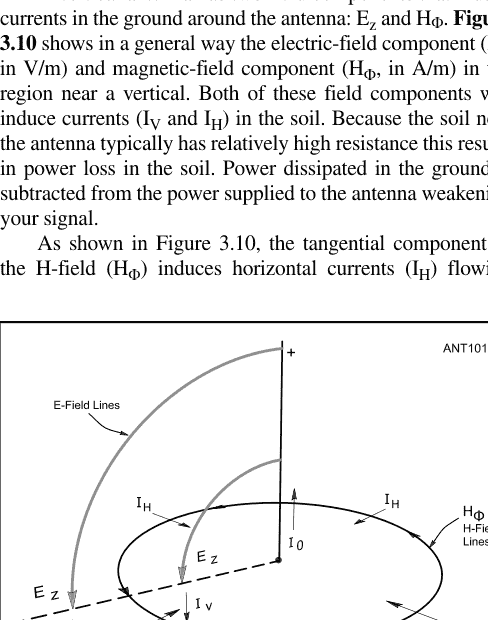 currents in the ground around the antenna: Ez and HΦ. Figu
3.10 shows in a general way the electric-field component (
in V/m) and magnetic-field component (HΦ, in A/m) in
region near a vertical. Both of these field components w
induce currents (IV and IH) in the soil. Because the soil ne
the antenna typically has relatively high resistance this resu
in power loss in the soil. Power dissipated in the ground
subtracted from the power supplied to the antenna weakeni
your signal.
As shown in Figure 3.10, the tangential component
the H-field (HΦ) induces horizontal currents (IH) flowi
ANT101
+
E-Field Lines
IH
IH
HΦ
H-Fie
Lines
I0
Ez
Ez
Iv